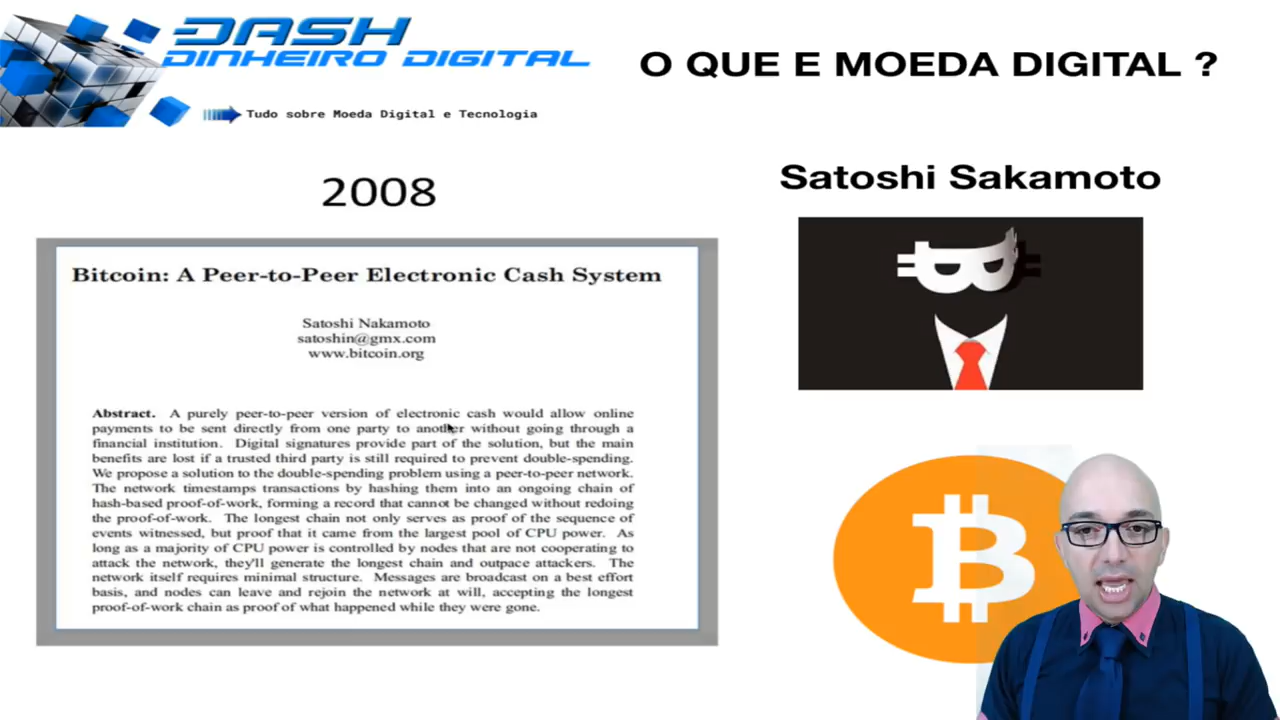 DASH
DINHEIRO DIGITAL
Tudo sobre Moeda Digital e Tecnologia
O QUE E MOEDA DIGITAL ?
2008
Satoshi Sakamoto
Bitcoin: A Peer-to-Peer Electronic Cash System
Satoshi Nakamoto
satoshin@gmx.com
www.bitcoin.org
Abstract. A purely peer-to-peer version of electronic cash would allow online
payments to be sent directly from one party to another without going through a
financial institution. Digital signatures provide part of the solution, but the main
benefits are lost if a trusted third party is still required to prevent double-spending.
We propose a solution to the double-spending problem using a peer-to-peer network.
The network timestamps transactions by hashing them into an ongoing chain of
hash-based proof-of-work, forming a record that cannot be changed without redoing
the proof-of-work. The longest chain not only serves as proof of the sequence of
events witnessed, but proof that it came from the largest pool of CPU power. As
long as a majority of CPU power is controlled by nodes that are not cooperating to
attack the network, they'll generate the longest chain and outpace attackers. The
network itself requires minimal structure. Messages are broadcast on a best effort
basis, and nodes can leave and rejoin the network at will, accepting the longest
proof-of-work chain as proof of what happened while they were gone.